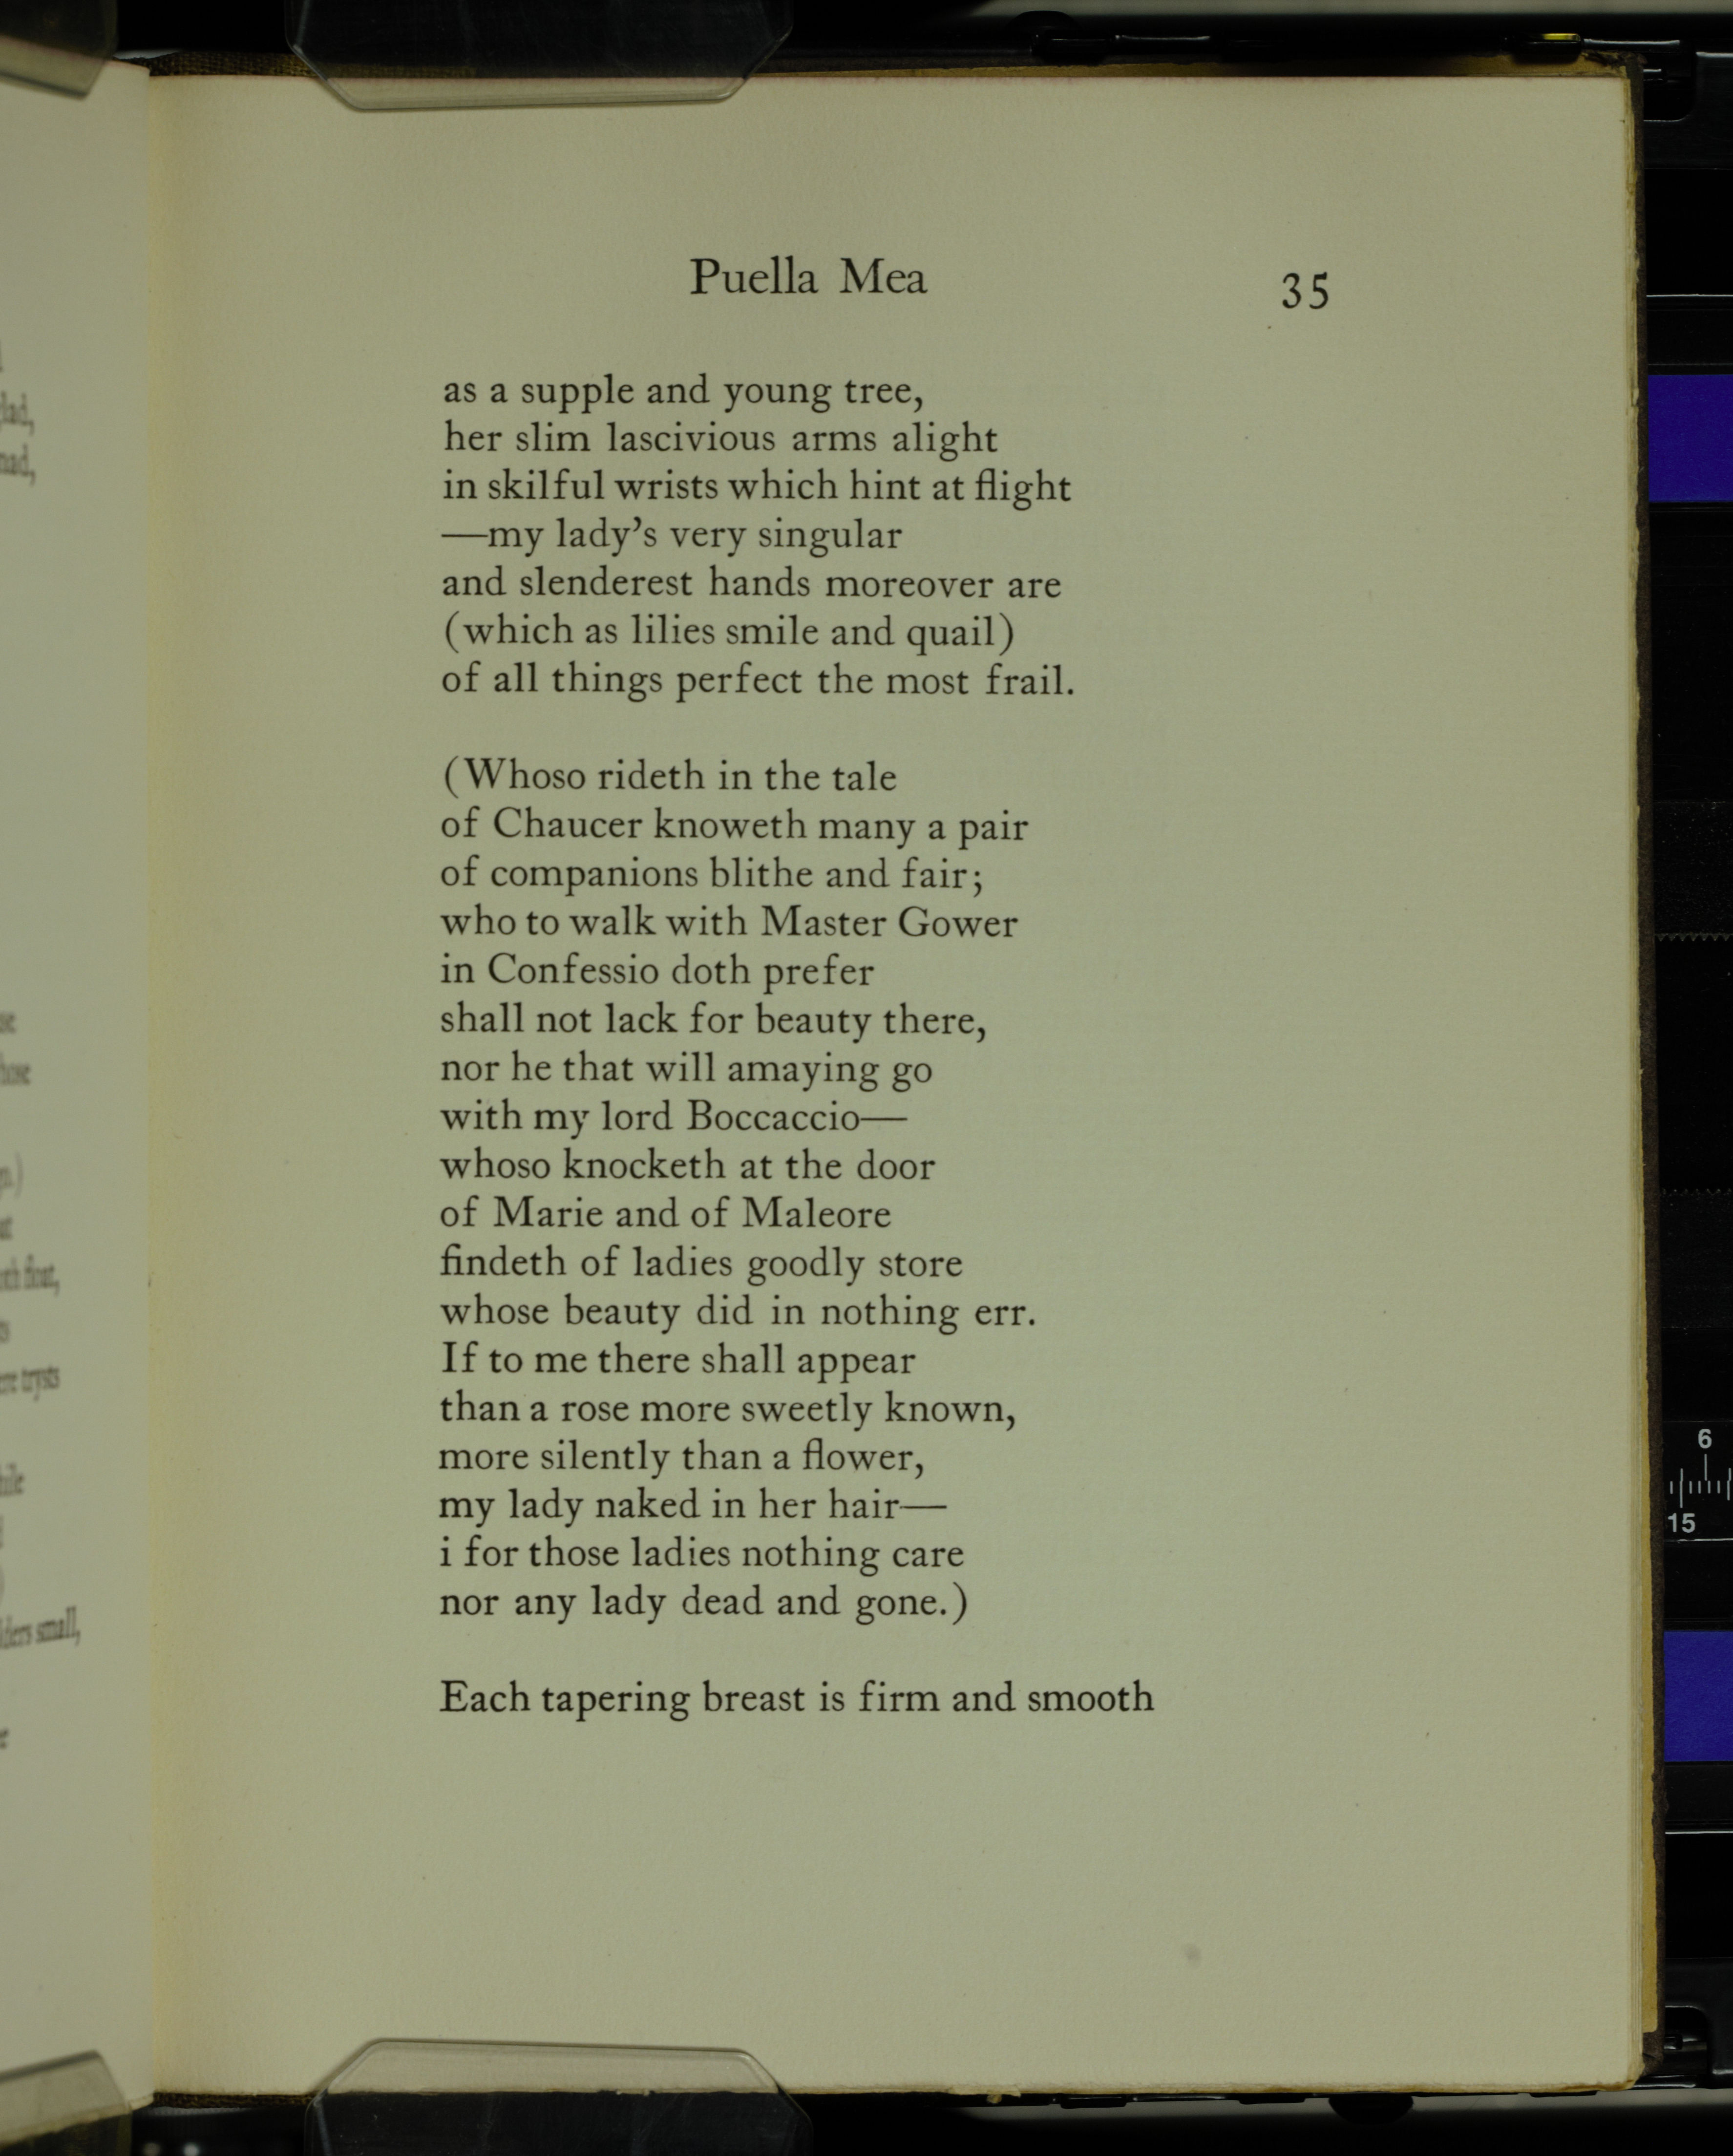 Puella Mea 35
as a supple and young tree,
her slim lascivious arms alight
in skilful wrists which hint at flight
—my lady’s very singular
and slenderest hands moreover are
(which as lilies smile and quail)
of all things perfect the most frail.
(Whoso rideth in the tale
of Chaucer knoweth many a pair
of companions blithe and fair;
who to walk with Master Gower
in Confessio doth prefer
shall not lack for beauty there,
nor he that will amaying go
with my lord Boccaccio—
whoso knocketh at the door
of Marie and of Maleore
findeth of ladies goodly store
whose beauty did in nothing err.
If to me there shall appear
than a rose more sweetly known,
more silently than a flower,
my lady naked in her hair—
i for those ladies nothing care
nor any lady dead and gone.)
Each tapering breast is firm and smooth
trysts
small,
6
15